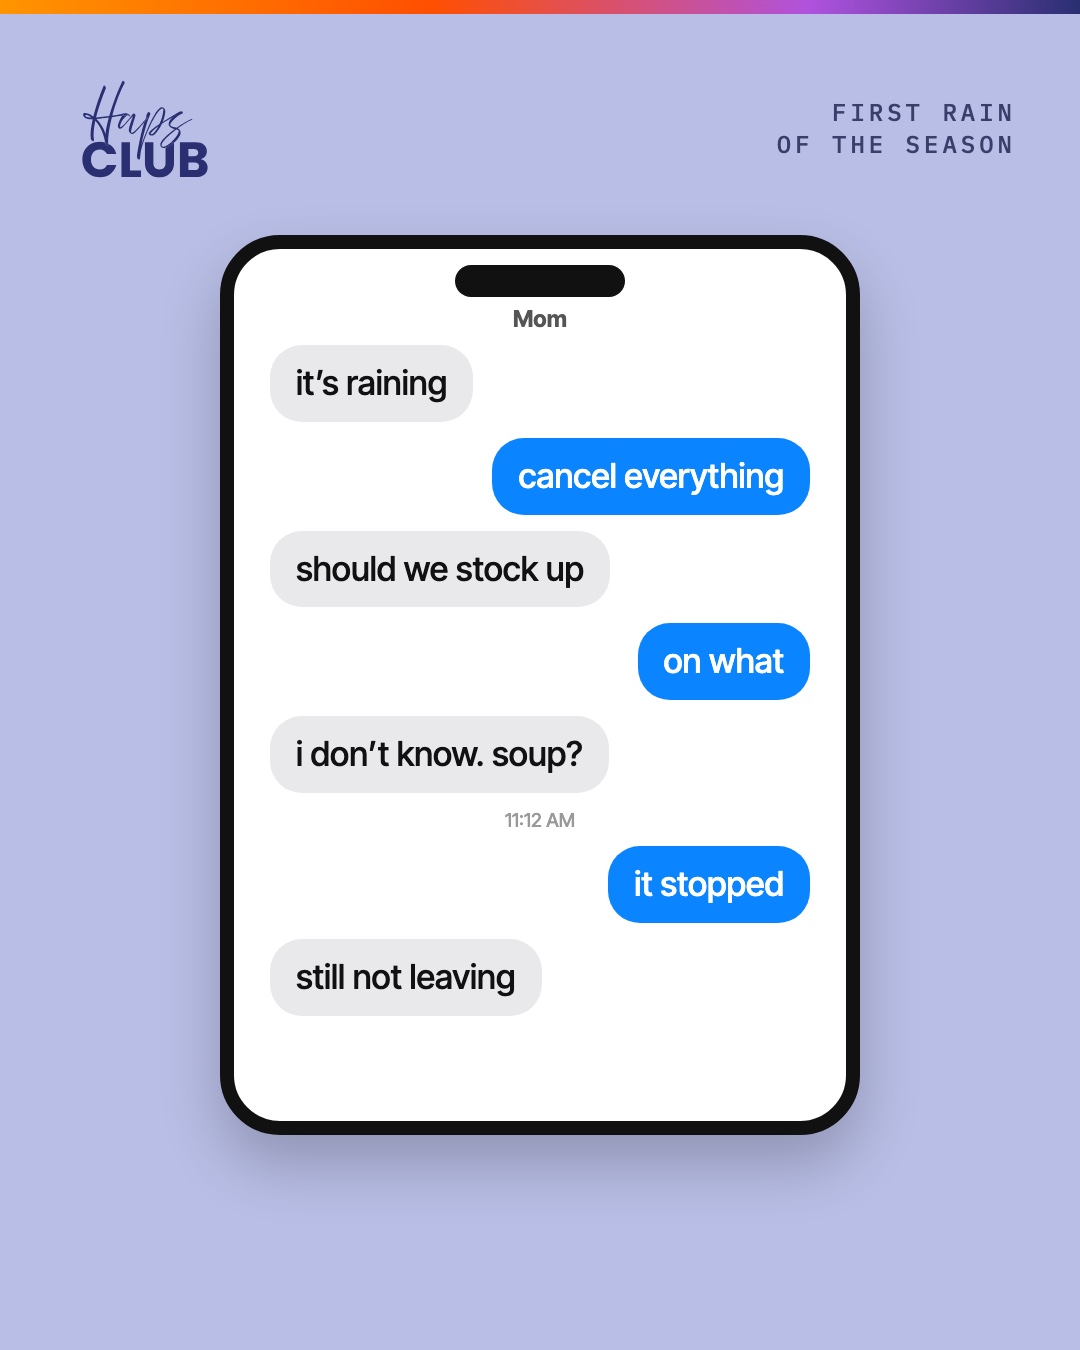 Haps
CLUB
FIRST RAIN
OF THE SEASON
Mom
it’s raining
cancel everything
should we stock up
on what
i don’t know. soup?
11:12 AM
it stopped
still not leaving